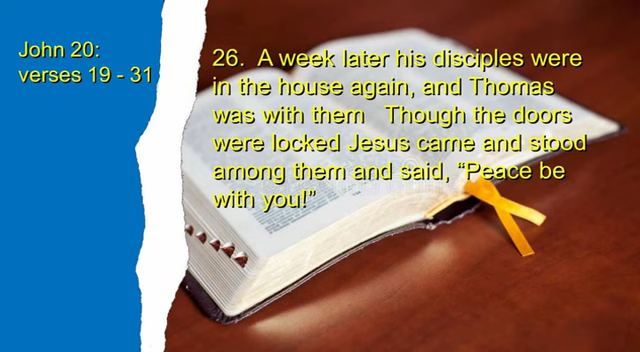 John 20:
verses 19 - 31
26.  A week later his disciples were
in the house again, and Thomas
was with them   Though the doors
were locked Jesus came and stood
among them and said, “Peace be
with you!”